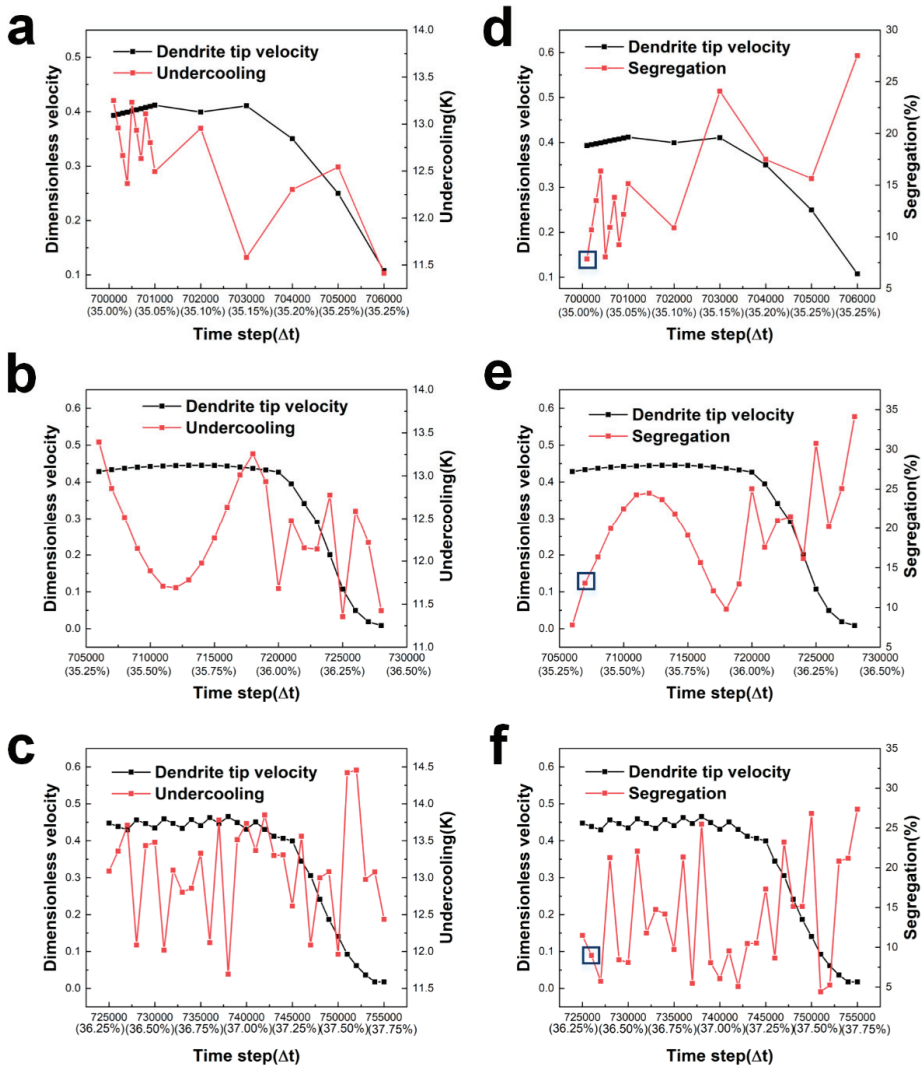 a
Dendrite tip velocity
Undercooling
Dimensionless velocity
0.5
0.4
0.3
0.2
0.1
14.0
13.5
13.0
12.5
12.0
11.5
Undercooling(K)
700000 701000 702000 703000 704000 705000 706000
(35.00%) (35.05%) (35.10%) (35.15%) (35.20%) (35.25%) (35.25%)
Time step(Δt)
d
Dendrite tip velocity
Segregation
Dimensionless velocity
0.6
0.5
0.4
0.3
0.2
0.1
30
25
20
15
10
5
Segregation(%)
700000 701000 702000 703000 704000 705000 706000
(35.00%) (35.05%) (35.10%) (35.15%) (35.20%) (35.25%) (35.25%)
Time step(Δt)
b
Dendrite tip velocity
Undercooling
Dimensionless velocity
0.6
0.5
0.4
0.3
0.2
0.1
0.0
14.0
13.5
13.0
12.5
12.0
11.5
11.0
Undercooling(K)
705000 710000 715000 720000 725000 730000
(35.25%) (35.50%) (35.75%) (36.00%) (36.25%) (36.50%)
Time step(Δt)
e
Dendrite tip velocity
Segregation
Dimensionless velocity
0.6
0.5
0.4
0.3
0.2
0.1
0.0
35
30
25
20
15
10
5
Segregation(%)
705000 710000 715000 720000 725000 730000
(35.25%) (35.50%) (35.75%) (36.00%) (36.25%) (36.50%)
Time step(Δt)
c
Dendrite tip velocity
Undercooling
Dimensionless velocity
0.6
0.5
0.4
0.3
0.2
0.1
0.0
14.5
14.0
13.5
13.0
12.5
12.0
11.5
Undercooling(K)
725000 730000 735000 740000 745000 750000 755000
(36.25%) (36.50%) (36.75%) (37.00%) (37.25%) (37.50%) (37.75%)
Time step(Δt)
f
Dendrite tip velocity
Segregation
Dimensionless velocity
0.6
0.5
0.4
0.3
0.2
0.1
0.0
35
30
25
20
15
10
5
Segregation(%)
725000 730000 735000 740000 745000 750000 755000
(36.25%) (36.50%) (36.75%) (37.00%) (37.25%) (37.50%) (37.75%)
Time step(Δt)